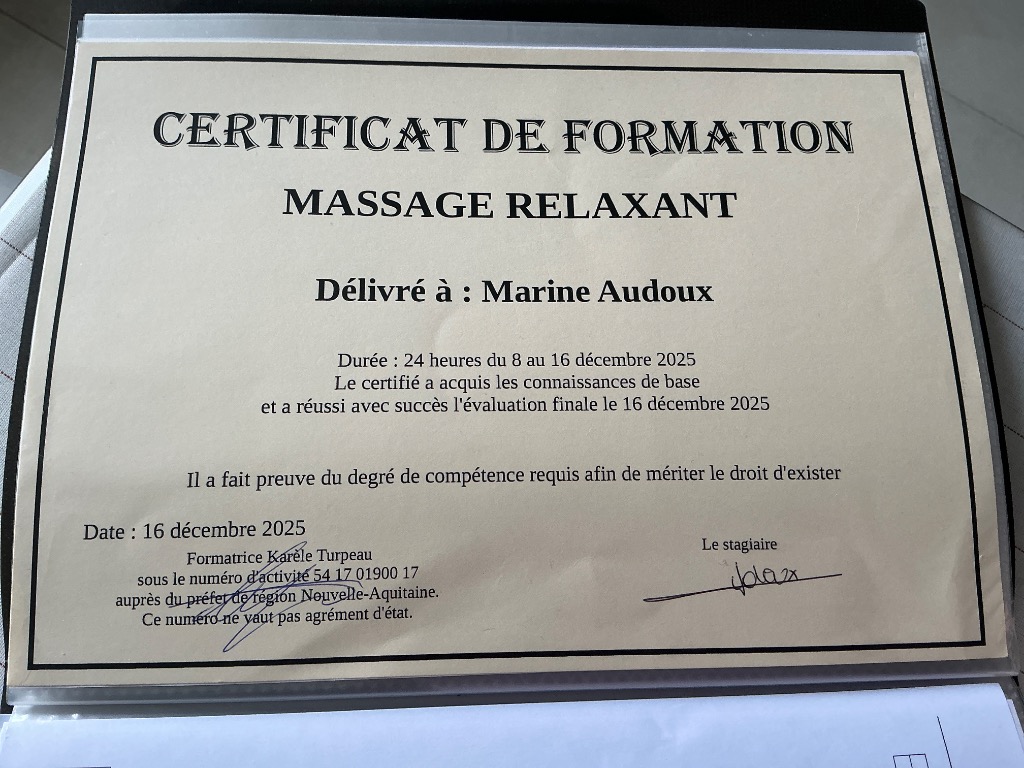 CERTIFICAT DE FORMATION
MASSAGE RELAXANT
Délivré à : Marine Audoux
Durée : 24 heures du 8 au 16 décembre 2025
Le certifié a acquis les connaissances de base
et a réussi avec succès l'évaluation finale le 16 décembre 2025
Il a fait preuve du degré de compétence requis afin de mériter le droit d'exister
Date : 16 décembre 2025
Formatrice Karèle Turpeau
sous le numéro d'activité 54 17 01900 17
auprès du préfet de région Nouvelle-Aquitaine.
Ce numéro ne vaut pas agrément d'état.
Le stagiaire